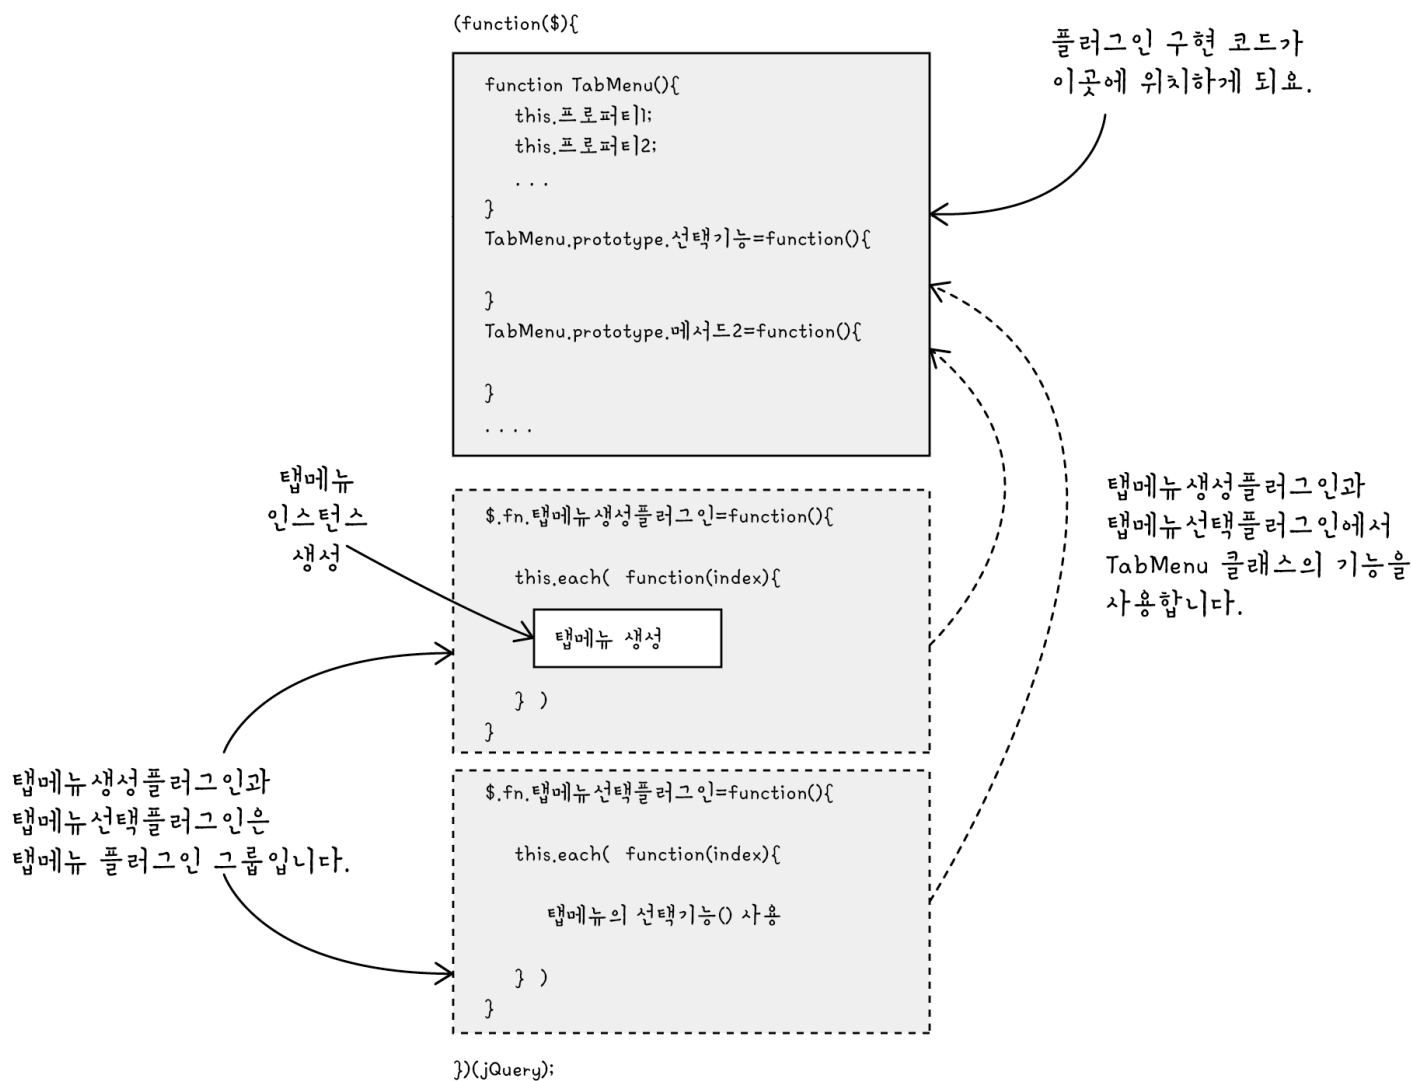 (function($){
플러그인 구현 코드가
이곳에 위치하게 되요.
function TabMenu(){
this.프로퍼티1;
this.프로퍼티2;
...
}
TabMenu.prototype.선택기능=function(){
}
TabMenu.prototype.메서드2=function(){
}
....
탭메뉴
인스턴스
생성
$.fn.탭메뉴생성플러그인=function(){
this.each( function(index){
탭메뉴 생성
} )
}
탭메뉴생성플러그인과
탭메뉴선택플러그인에서
TabMenu 클래스의 기능을
사용합니다.
탭메뉴생성플러그인과
탭메뉴선택플러그인은
탭메뉴 플러그인 그룹입니다.
$.fn.탭메뉴선택플러그인=function(){
this.each( function(index){
탭메뉴의 선택기능() 사용
} )
}
})(jQuery);